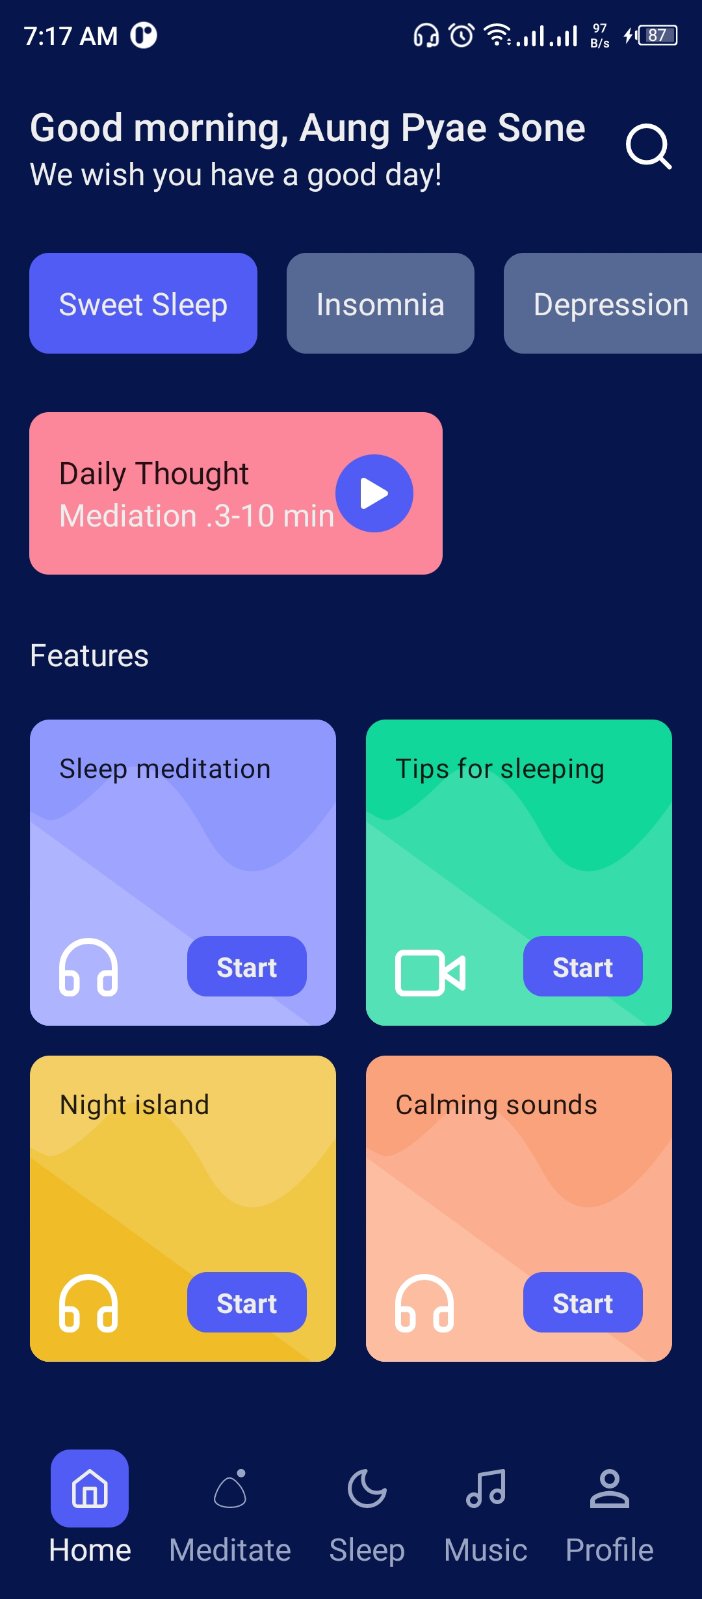 7:17 AM
97
B/s
87
Good morning, Aung Pyae Sone
We wish you have a good day!
Sweet Sleep
Insomnia
Depression
Daily Thought
Mediation .3-10 min
Features
Sleep meditation
Start
Tips for sleeping
Start
Night island
Start
Calming sounds
Start
Home
Meditate
Sleep
Music
Profile